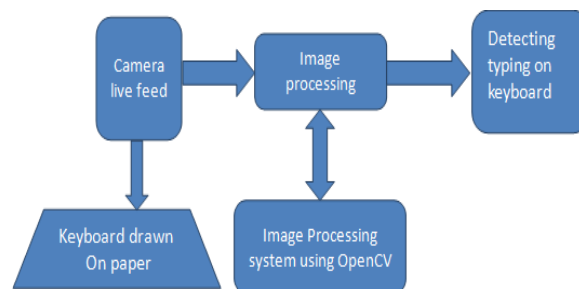 Camera
live feed
Image
processing
Detecting
typing on
keyboard
Keyboard drawn
On paper
Image Processing
system using OpenCV